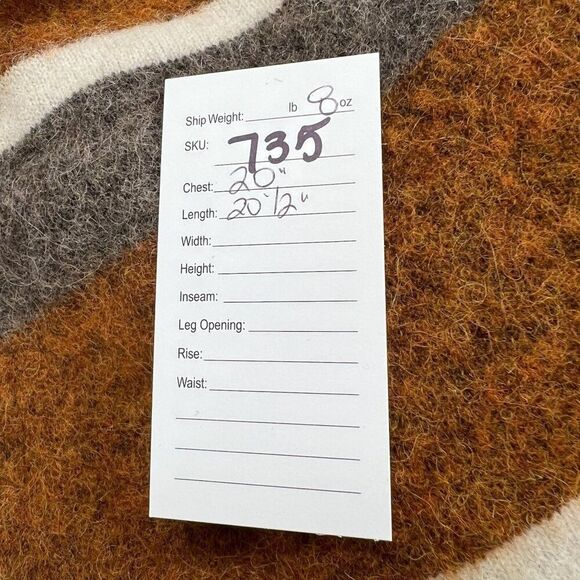 Ship Weight: lb 8 oz
SKU: 735
Chest: 20"
Length: 20 1/2"
Width:
Height:
Inseam:
Leg Opening:
Rise:
Waist: